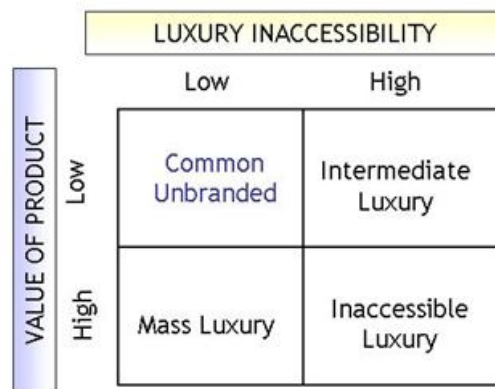 LUXURY INACCESSIBILITY
Low
High
VALUE OF PRODUCT
Low
Common
Unbranded
Intermediate
Luxury
High
Mass Luxury
Inaccessible
Luxury